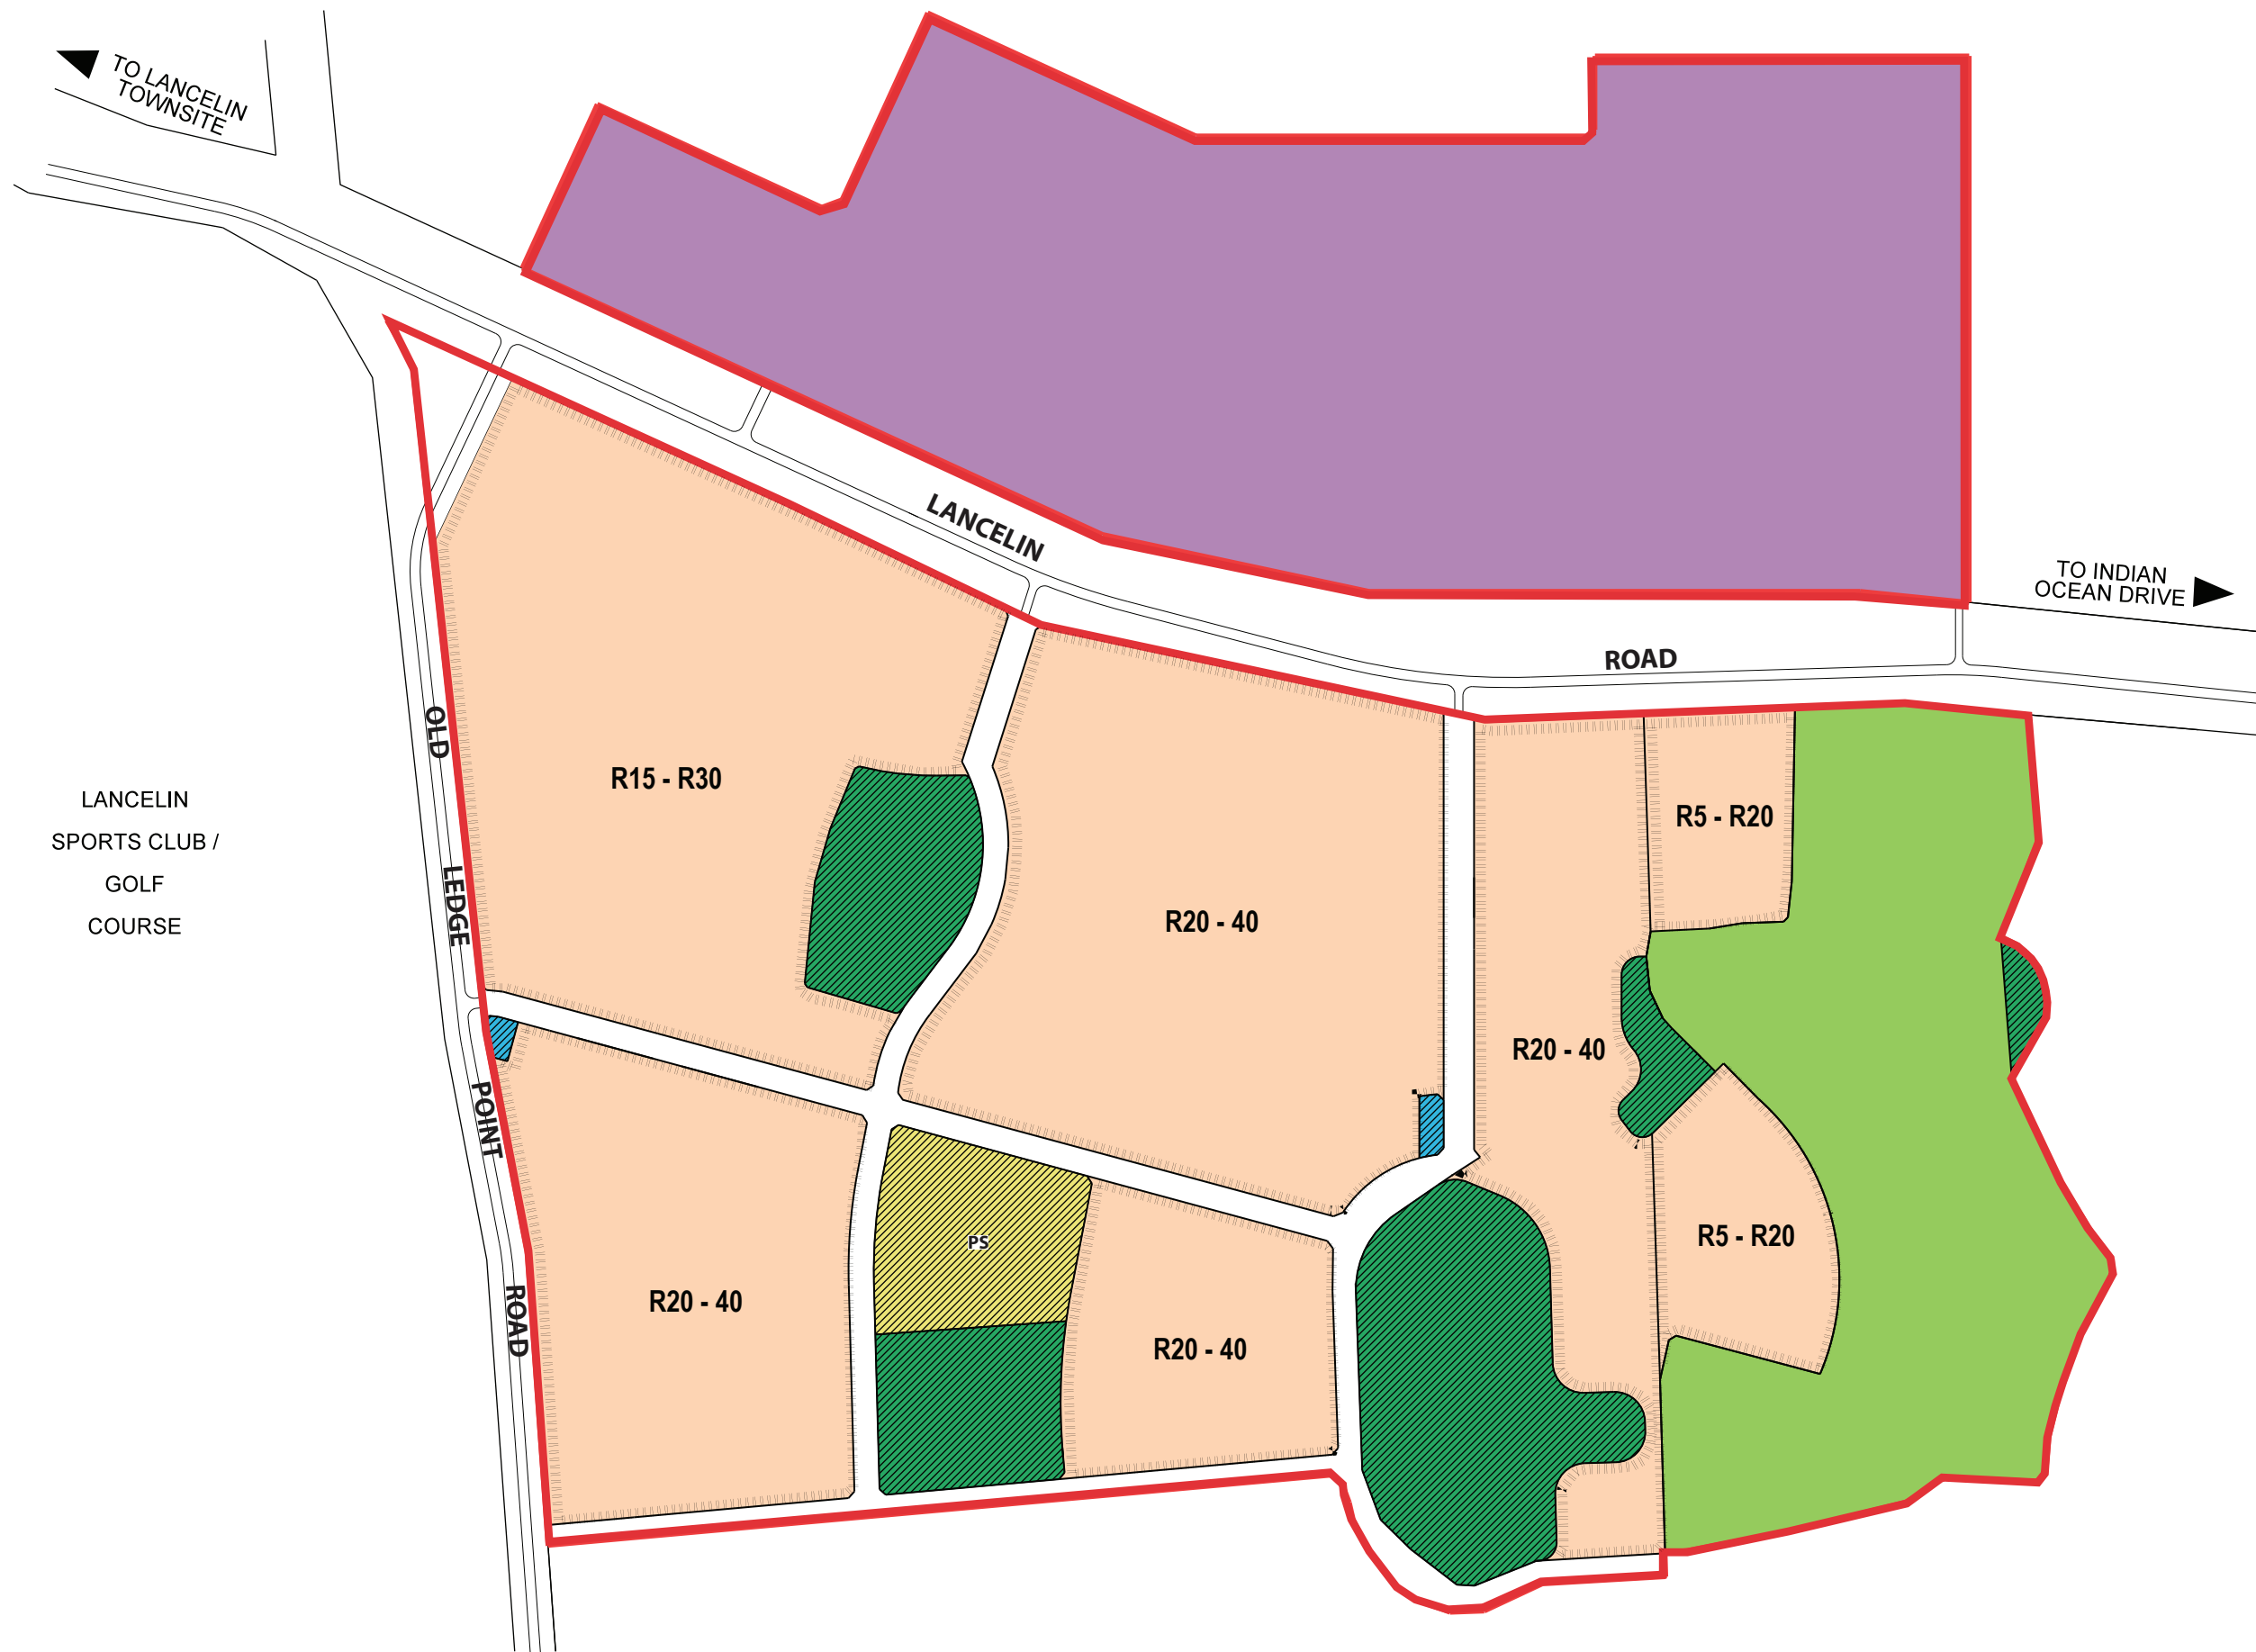 TO LANCELIN
TOWNSITE
LANCELIN
ROAD
TO INDIAN
OCEAN DRIVE
OLD
LEDGE
POINT
ROAD
LANCELIN
SPORTS CLUB /
GOLF
COURSE
R15 - R30
R20 - 40
R5 - R20
R20 - 40
R5 - R20
PS
R20 - 40
R20 - 40